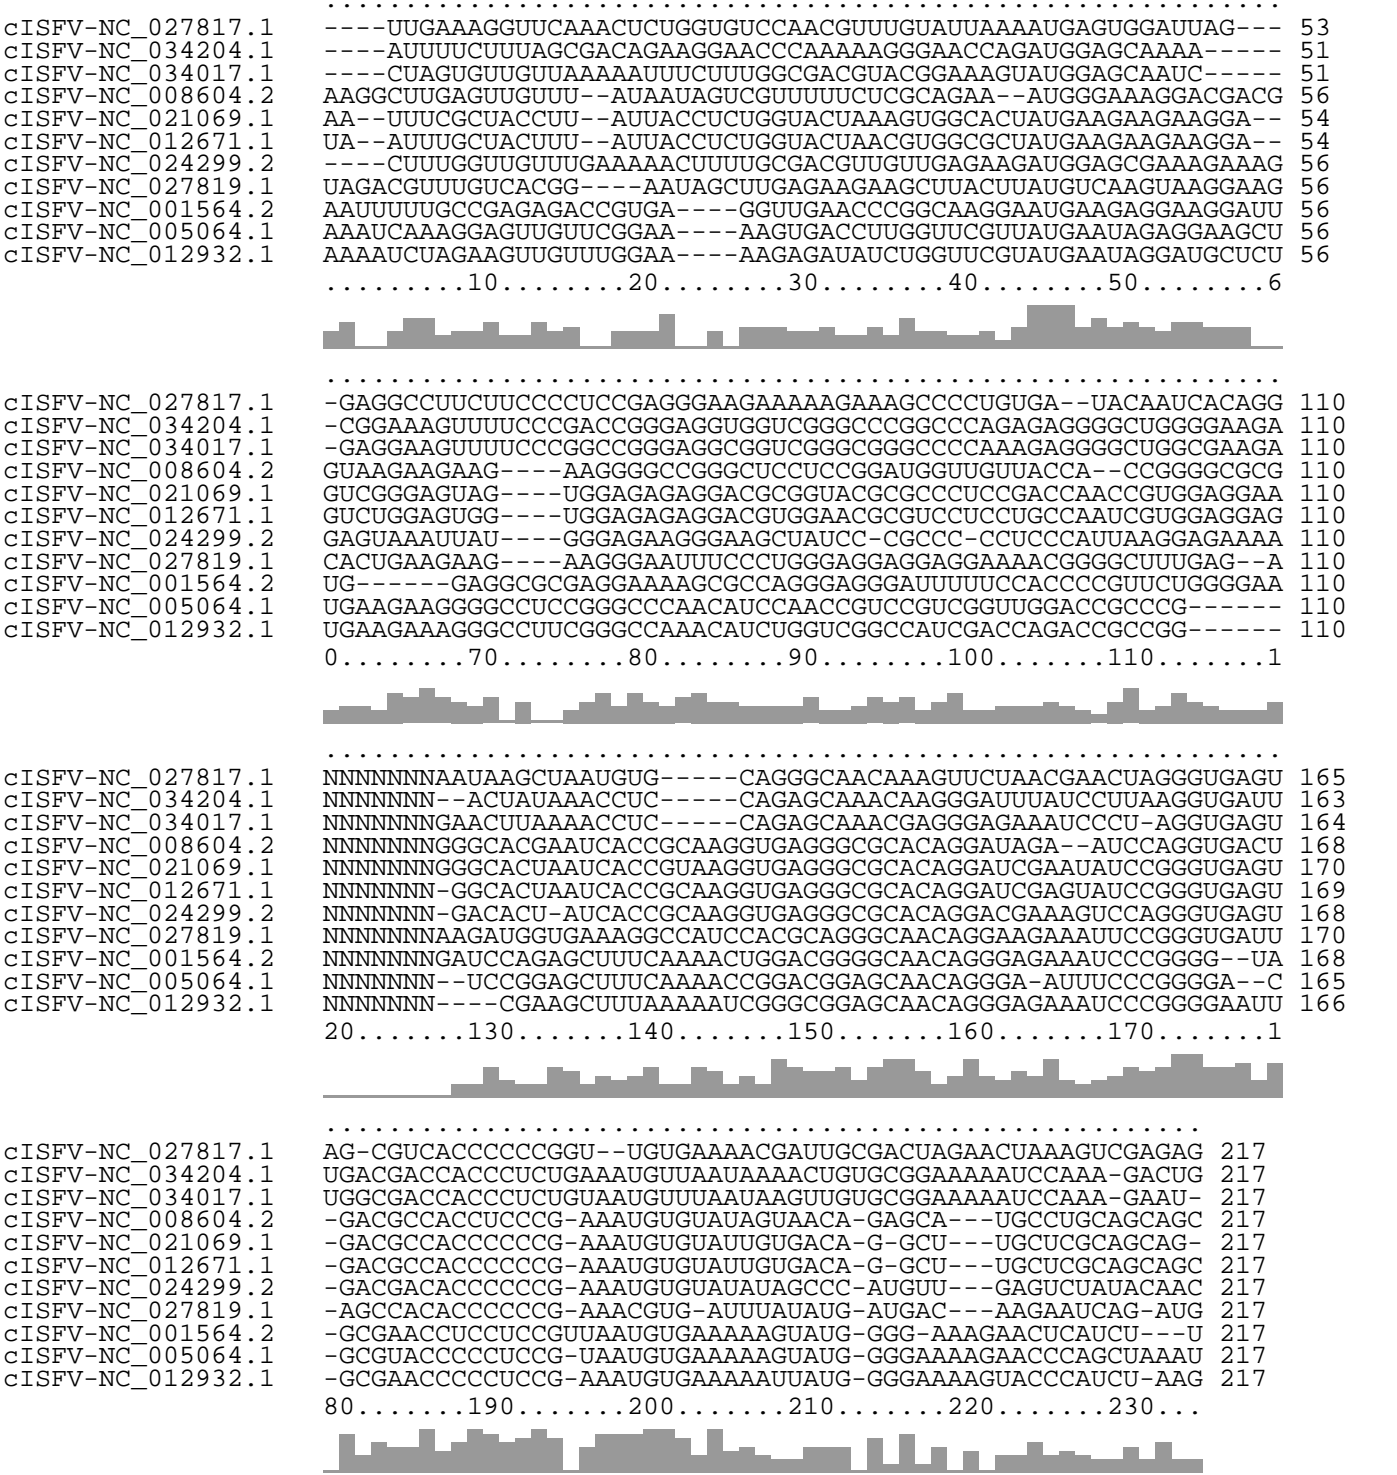 ............................................................
cISFV-NC_027817.1 ----UUGAAAGGUUCAAACUCUGGUGUCCAACGUUUGUAUUAAAAUGAGUGGAUUAG--- 53
cISFV-NC_034204.1 ----AUUUUCUUUAGCGACAGAAGGAACCCAAAAAGGGAACCAGAUGGAGCAAAA----- 51
cISFV-NC_034017.1 ----CUAGUGUUGUUAAAAAUUUCUUUGGCGACGUACGGAAAGUAUGGAGCAAUC----- 51
cISFV-NC_008604.2 AAGGCUUGAGUUGUUU--AUAAUAGUCGUUUUUCUCGCAGAA--AUGGGAAAGGACGACG 56
cISFV-NC_021069.1 AA--UUUCGCUACCUU--AUUACCUCUGGUACUAAAGUGGCACUAUGAAGAAGAAGGA-- 54
cISFV-NC_012671.1 UA--AUUUGCUACUUU--AUUACCUCUGGUACUAACGUGGCGCUAUGAAGAAGAAGGA-- 54
cISFV-NC_024299.2 ----CUUUGGUUGUUUGAAAAACUUUUGCGACGUUGUUGAGAAGAUGGAGCGAAAGAAAG 56
cISFV-NC_027819.1 UAGACGUUUGUCACGG----AAUAGCUUGAGAAGAAGCUUACUUAUGUCAAGUAAGGAAG 56
cISFV-NC_001564.2 AAUUUUUGCCGAGAGACCGUGA----GGUUGAACCCGGCAAGGAAUGAAGAGGAAGGAUU 56
cISFV-NC_005064.1 AAAUCAAAGGAGUUGUUCGGAA----AAGUGACCUUGGUUCGUUAUGAAUAGAGGAAGCU 56
cISFV-NC_012932.1 AAAAUCUAGAAGUUGUUUGGAA----AAGAGAUAUCUGGUUCGUAUGAAUAGGAUGCUCU 56
.........10........20........30........40........50........6
............................................................
cISFV-NC_027817.1 -GAGGCCUUCUUCCCCUCCGAGGGAAGAAAAAGAAAGCCCCUGUGA--UACAAUCACAGG 110
cISFV-NC_034204.1 -CGGAAAGUUUUUCCCGACCGGGAGGUGGUCGGGCCCGGCCCAGAGAGGGGCUGGGGAAGA 110
cISFV-NC_034017.1 -GAGGAAGUUUUUCCCGGCCGGGAGGCGGUCGGGCGGGCCCCAAAGAGGGGCUGGCGAAGA 110
cISFV-NC_008604.2 GUAAGAAGAAG----AAGGGGCCGGGCUCCUCCGGAUGGUUGUUACCA--CCGGGGCGCG 110
cISFV-NC_021069.1 GUCGGGAGUAG----UGGAGAGAGGACGCGGUACGCGCCCUCCGACCAACCGUGGAGGAA 110
cISFV-NC_012671.1 GUCUGGAGUGG----UGGAGAGAGGACGUGGAACGCGUCCUCCUGCCAAUCGUGGAGGAG 110
cISFV-NC_024299.2 GAGUAAAUUAU----GGGAGAAGGGAAGCUAUCC-CGCCC-CCUCCCAUUAAGGAGAAAA 110
cISFV-NC_027819.1 CACUGAAGAAG----AAGGGAAUUUCCCUGGGAGGAGGAAAACGGGGCUUUGAG--A 110
cISFV-NC_001564.2 UG------GAGGCGCGAGGAAAAGCGCCAGGGAGGGAUUUUUCCACCCCGUUCUGGGGAA 110
cISFV-NC_005064.1 UGAAGAAGGGGCCUCCGGGCCCAACAUCCAACCGUCCGUCGGUUGGACCGCCCG------ 110
cISFV-NC_012932.1 UGAAGAAAGGGCCUUCGGGCCAAACAUCUGGUCGGCCAUCGACCAGACCGCCGG------ 110
0........70........80........90........100.......110.......1
............................................................
cISFV-NC_027817.1 NNNNNNNAAUAAGCUAAUGUG-----CAGGGCAACAAAGUUCUAACGAACUAGGGUGAGU 165
cISFV-NC_034204.1 NNNNNNN--ACUAUAAACCUC-----CAGAGCAAACAAGGGAUUUAUCCUUAAGGUGAUU 163
cISFV-NC_034017.1 NNNNNNNGAACUUAAAACCUC-----CAGAGCAAACGAGGGAGAAAUCCCU-AGGUGAGU 164
cISFV-NC_008604.2 NNNNNNNGGGCACGAAUCACCGCAAGGUGAGGGCGCACAGGAUAGA--AUCCAGGUGACU 168
cISFV-NC_021069.1 NNNNNNNGGGCACUAAUCACCGUAAGGUGAGGGCGCACAGGAUCGAAUAUCCGGGUGAGU 170
cISFV-NC_012671.1 NNNNNNN-GGCACUAAUCACCGCAAGGUGAGGGCGCACAGGAUCGAGUAUCCGGGUGAGU 169
cISFV-NC_024299.2 NNNNNNN-GACACU-AUCACCGCAAGGUGAGGGCGCACAGGACGAAAGUCCAGGGUGAGU 168
cISFV-NC_027819.1 NNNNNNNAAGAUGGUGAAAGGCCAUCCACGCAGGGCAACAGGAAGAAAUUCCGGGUGAUU 170
cISFV-NC_001564.2 NNNNNNNGAUCCAGAGCUUUCAAAACUGGACGGGGCAACAGGGAGAAAUCCCGGGG--UA 168
cISFV-NC_005064.1 NNNNNNN--UCCGGAGCUUUCAAAACCGGACGGAGCAACAGGGA-AUUUCCCGGGGA--C 165
cISFV-NC_012932.1 NNNNNNN----CGAAGCUUUAAAAAUCGGGCGGAGCAACAGGGAGAAAUCCCGGGGAAUU 166
20.......130.......140.......150.......160.......170.......1
.......................................................
cISFV-NC_027817.1 AG-CGUCACCCCCCGGU--UGUGAAAACGAUUGCGACUAGAACUAAAGUCGAGAG 217
cISFV-NC_034204.1 UGACGACCACCCUCUGAAAUGUUAAUAAAACUGUGCGGAAAAAUCCAAA-GACUG 217
cISFV-NC_034017.1 UGGCGACCACCCUCUGUAAUGUUUAAUAAGUUGUGCGGAAAAAUCCAAA-GAAU- 217
cISFV-NC_008604.2 -GACGCCACCUCCCG-AAAUGUGUAUAGUAACA-GAGCA---UGCCUGCAGCAGC 217
cISFV-NC_021069.1 -GACGCCACCCCCCG-AAAUGUGUAUUGUGACA-G-GCU---UGCUCGCAGCAG- 217
cISFV-NC_012671.1 -GACGCCACCCCCCG-AAAUGUGUAUUGUGACA-G-GCU---UGCUCGCAGCAGC 217
cISFV-NC_024299.2 -GACGACACCCCCCG-AAAUGUGUAUAUAGCCC-AUGUU---GAGUCUAUACAAC 217
cISFV-NC_027819.1 -AGCCACACCCCCCG-AAACGUG-AUUUAUAUG-AUGAC---AAGAAUCAG-AUG 217
cISFV-NC_001564.2 -GCGAACCUCCUCCGUUAAUGUGAAAAAGUAUG-GGG-AAAGAACUCAUCU---U 217
cISFV-NC_005064.1 -GCGUACCCCCUCCG-UAAUGUGAAAAAGUAUG-GGGAAAAGAACCCAGCUAAAU 217
cISFV-NC_012932.1 -GCGAACCCCCUCCG-AAAUGUGAAAAAUUAUG-GGGAAAAGUACCCAUCU-AAG 217
80.......190.......200.......210.......220.......230...